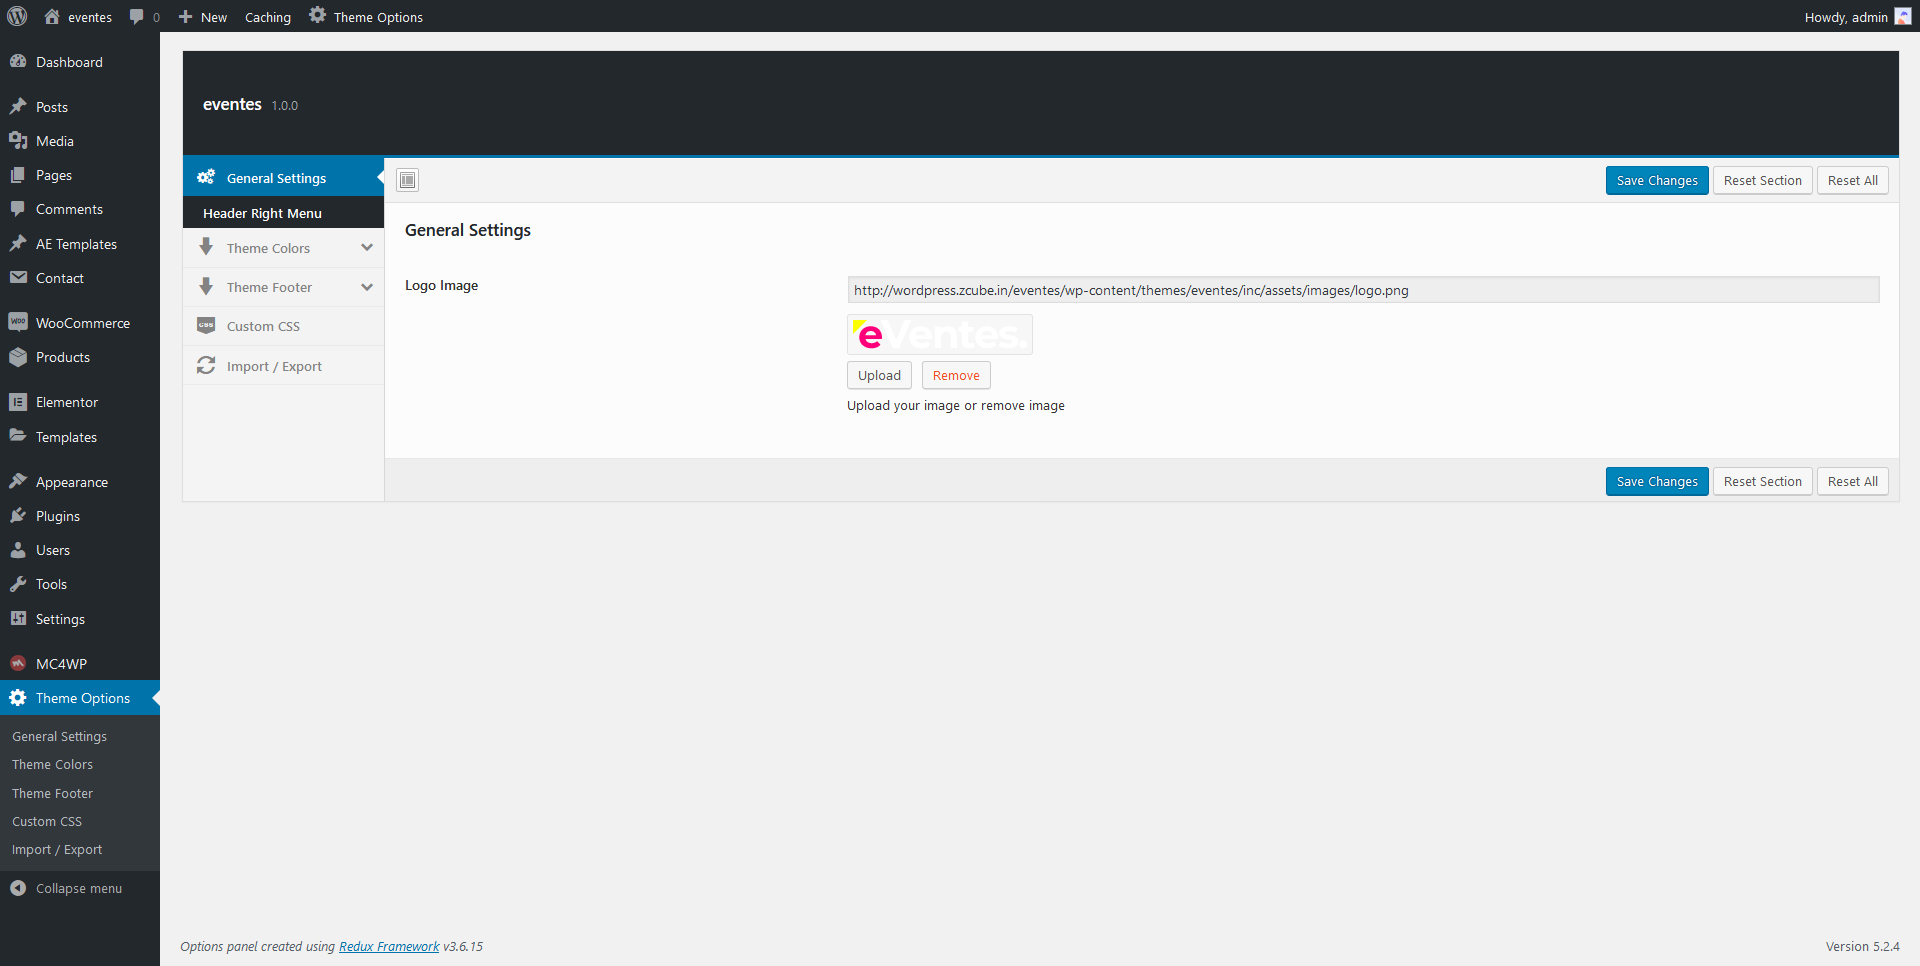 eventes
0
New
Caching
Theme Options
Howdy, admin
Dashboard
Posts
Media
Pages
Comments
AE Templates
Contact
WooCommerce
Products
Elementor
Templates
Appearance
Plugins
Users
Tools
Settings
MC4WP
Theme Options
General Settings
Theme Colors
Theme Footer
Custom CSS
Import / Export
Collapse menu
eventes 1.0.0
General Settings
Header Right Menu
Theme Colors
Theme Footer
CSS
Custom CSS
Import / Export
Save Changes
Reset Section
Reset All
General Settings
Logo Image
http://wordpress.zcube.in/eventes/wp-content/themes/eventes/inc/assets/images/logo.png
eVentes.
Upload
Remove
Upload your image or remove image
Save Changes
Reset Section
Reset All
Options panel created using Redux Framework v3.6.15
Version 5.2.4